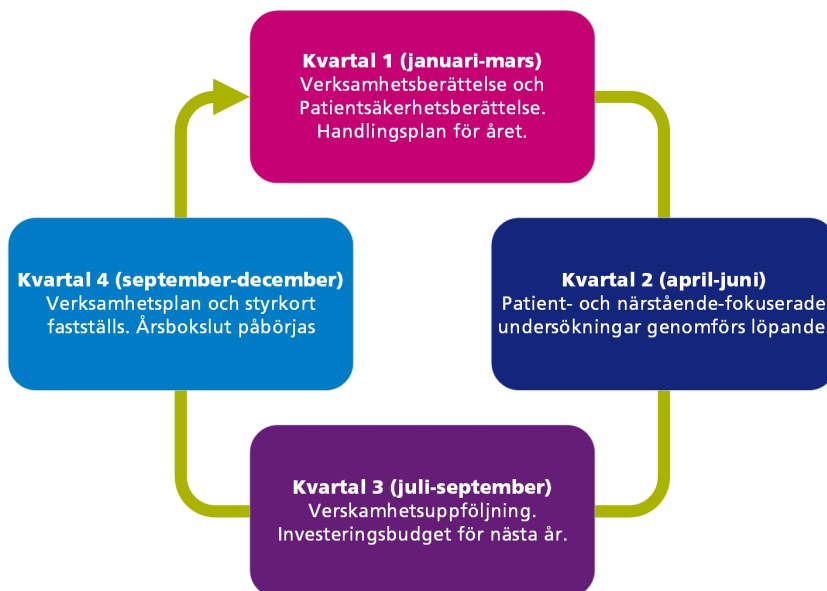 Kvartal 1 (januari-mars)
Verksamhetsberättelse och
Patientsäkerhetsberättelse.
Handlingsplan för året.
Kvartal 2 (april-juni)
Patient- och närstående-fokuserade
undersökningar genomförs löpande.
Kvartal 3 (juli-september)
Verskamhetsuppföljning.
Investeringsbudget för nästa år.
Kvartal 4 (september-december)
Verksamhetsplan och styrkort
fastställs. Årsbokslut påbörjas